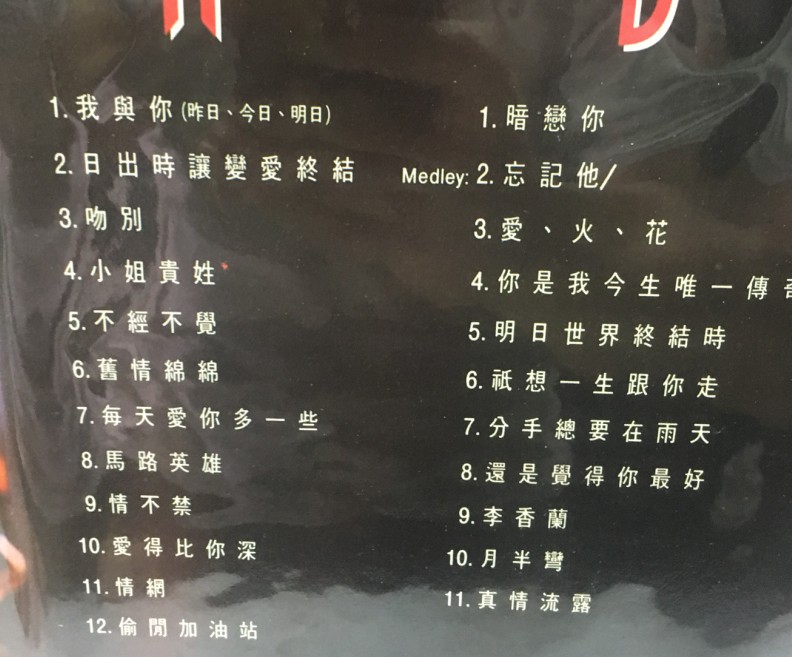 1. 我與你 (昨日、今日、明日)
2. 日出時讓變愛終結
3. 吻別
4. 小姐貴姓
5. 不經不覺
6. 舊情綿綿
7. 每天愛你多一些
8. 馬路英雄
9. 情不禁
10. 愛得比你深
11. 情網
12. 偷閒加油站
1. 暗戀你
Medley: 2. 忘記他/
3. 愛、火、花
4. 你是我今生唯一傳
5. 明日世界終結時
6. 祇想一生跟你走
7. 分手總要在雨天
8. 還是覺得你最好
9. 李香蘭
10. 月半彎
11. 真情流露